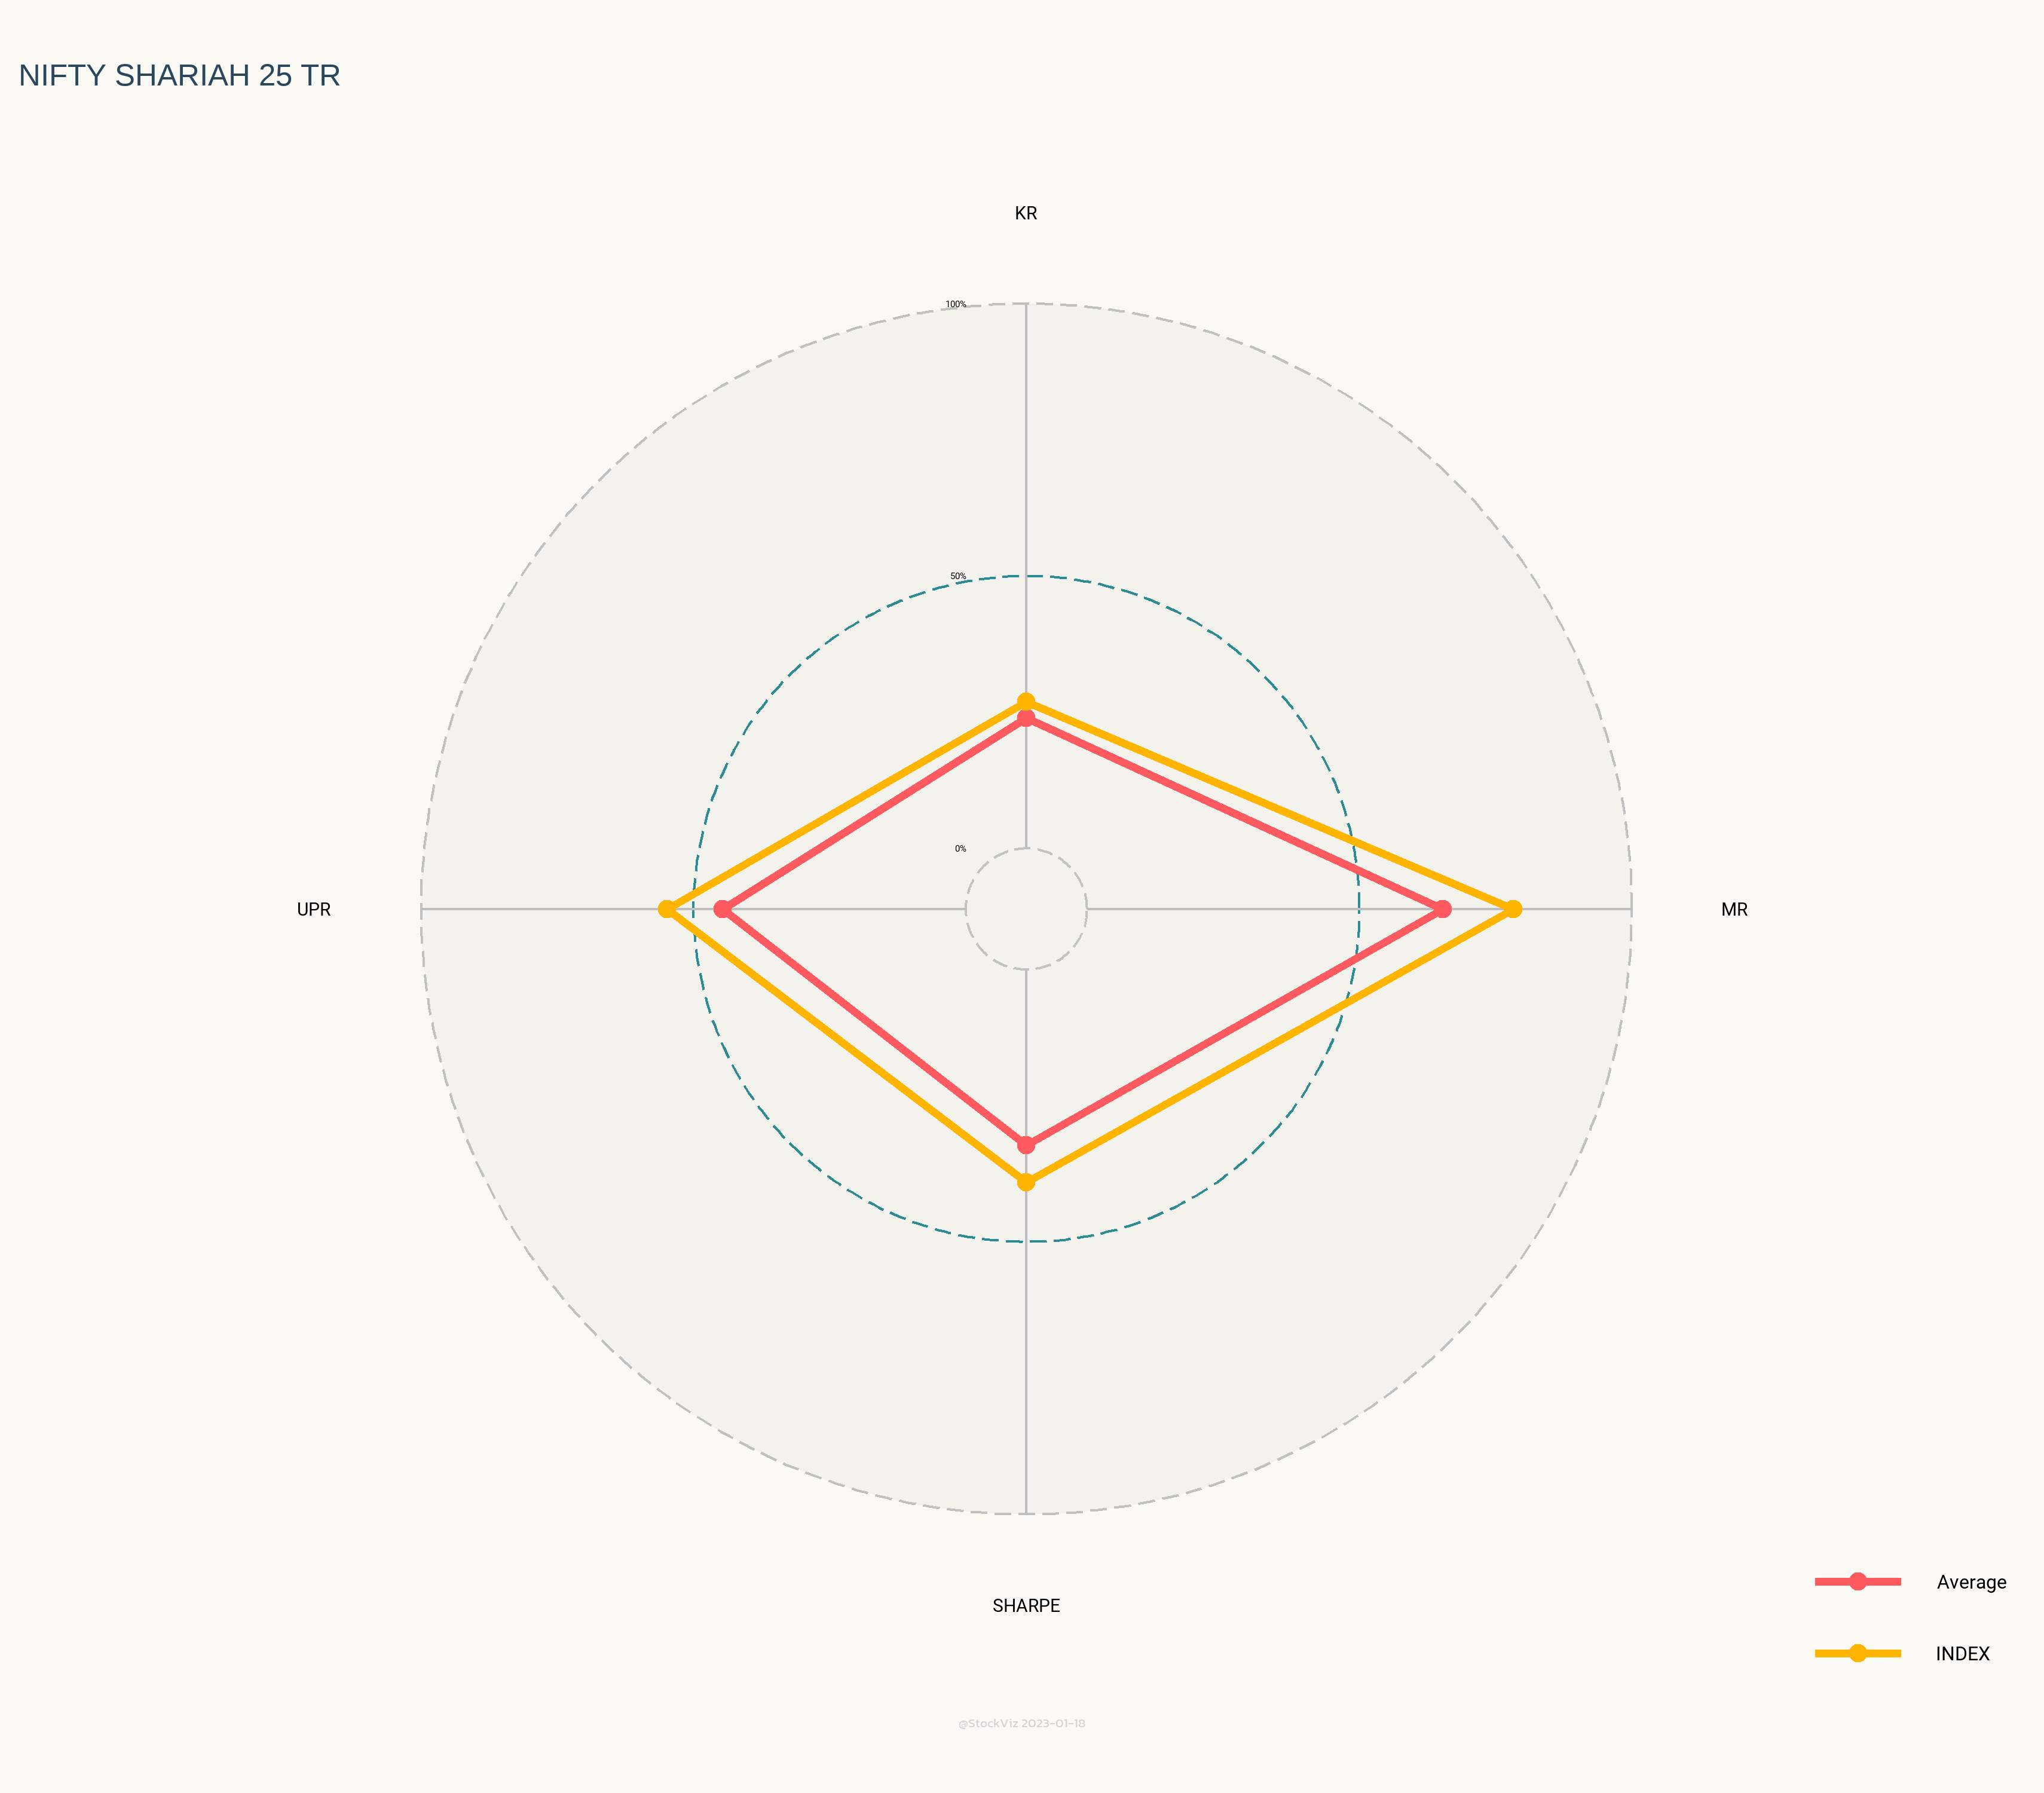 NIFTY SHARIAH 25 TR
KR
100%
50%
0%
UPR
MR
SHARPE
Average
INDEX
@StockViz 2023-01-18